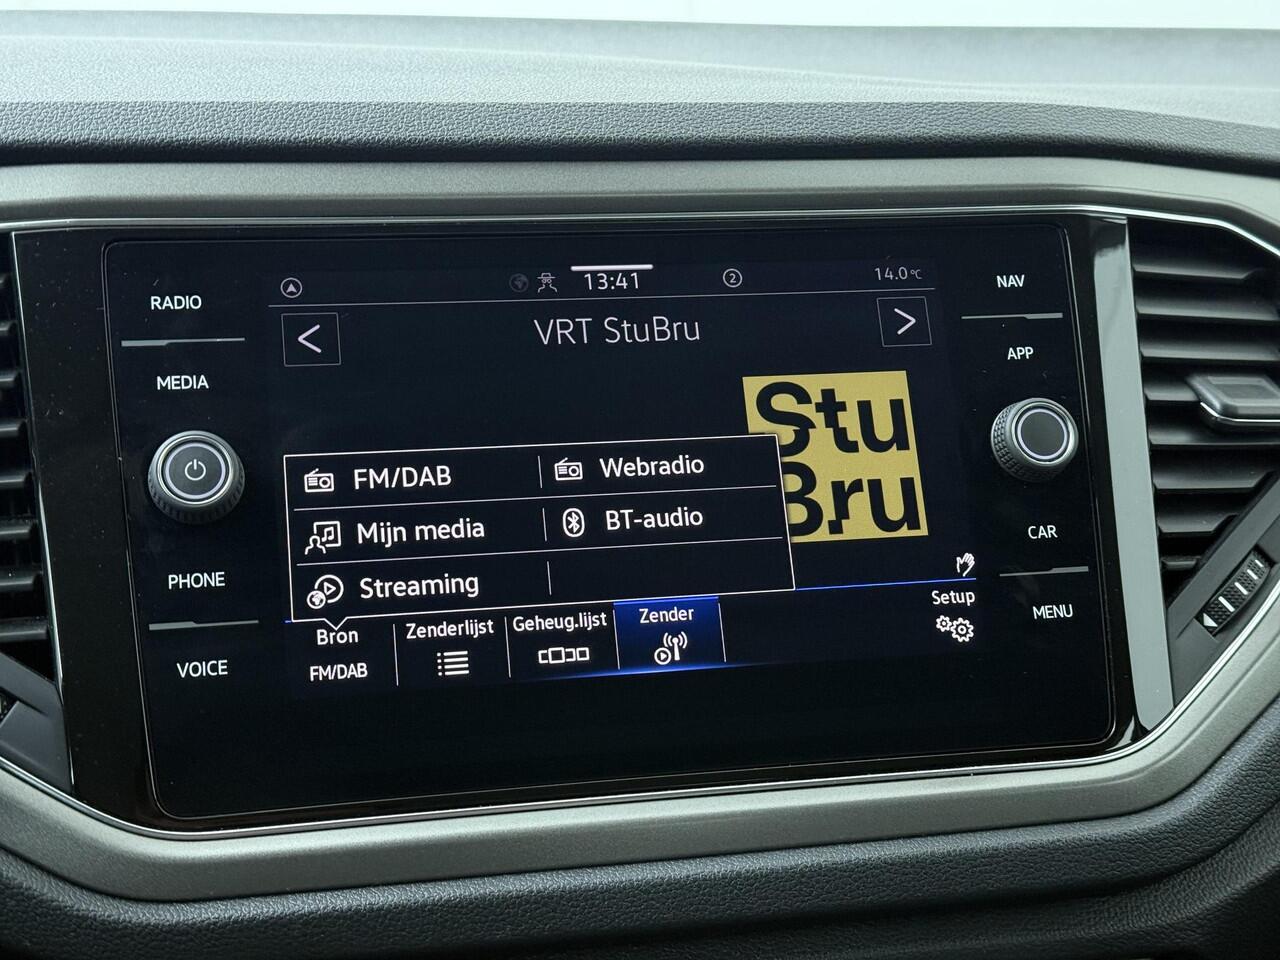 RADIO
MEDIA
PHONE
VOICE
13:41
2
14.0°C
VRT StuBru
Stu
Bru
FM/DAB
Webradio
Mijn media
BT-audio
Streaming
Bron
FM/DAB
Zenderlijst
Geheug.lijst
Zender
Setup
NAV
APP
CAR
MENU